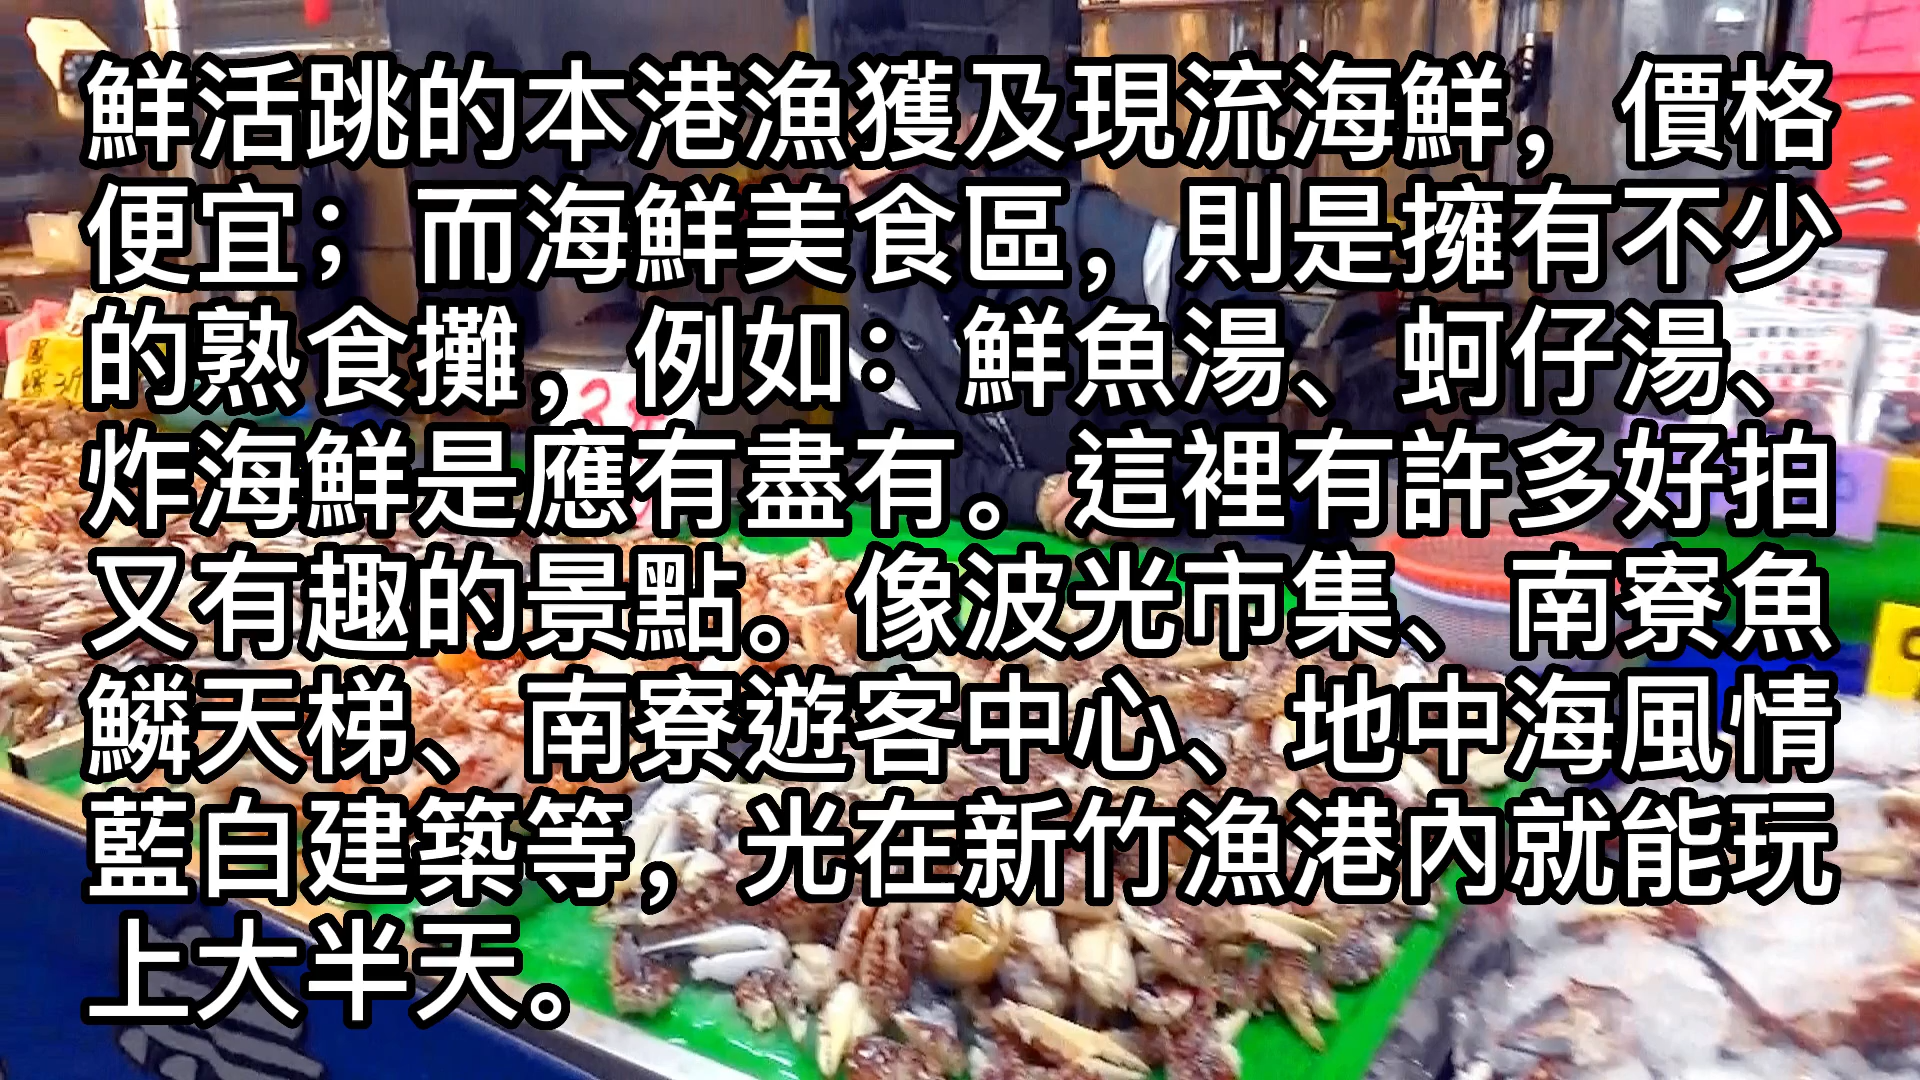 鮮活跳的本港漁獲及現流海鮮，價格
便宜；而海鮮美食區，則是擁有不少
的熟食攤，例如：鮮魚湯、蚵仔湯、
炸海鮮是應有盡有。這裡有許多好拍
又有趣的景點。像波光市集、南寮魚
鱗天梯、南寮遊客中心、地中海風情
藍白建築等，光在新竹漁港內就能玩
上大半天。
一
三